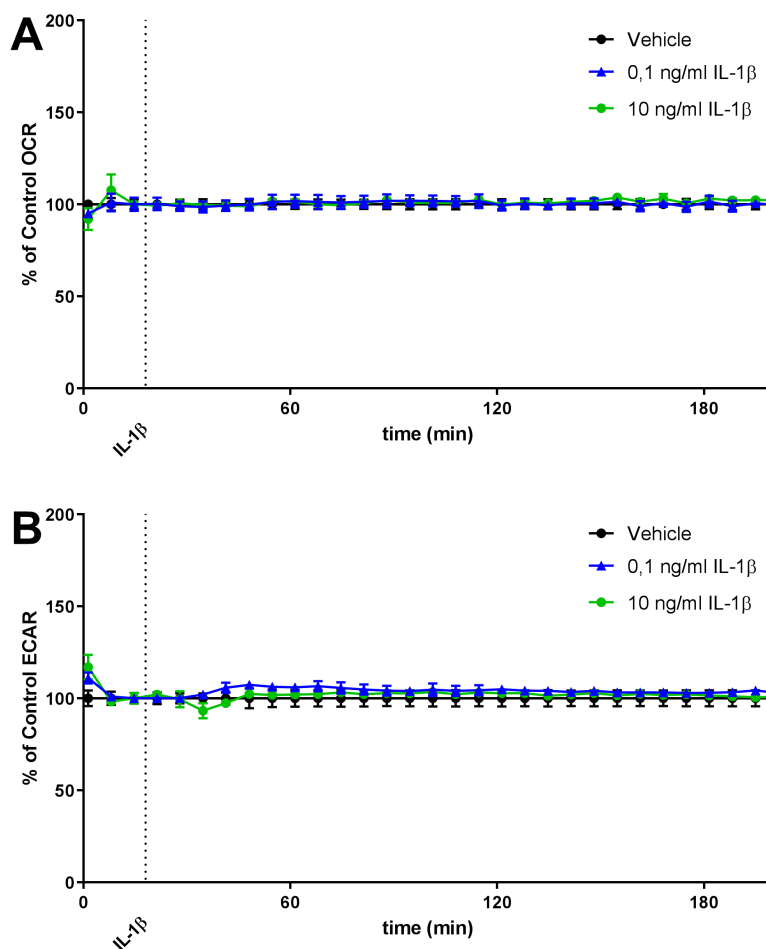 A
200
150
100
50
0
% of Control OCR
Vehicle
0,1 ng/ml IL-1β
10 ng/ml IL-1β
0
60
120
180
IL-1β
time (min)
B
200
150
100
50
0
% of Control ECAR
Vehicle
0,1 ng/ml IL-1β
10 ng/ml IL-1β
0
60
120
180
IL-1β
time (min)